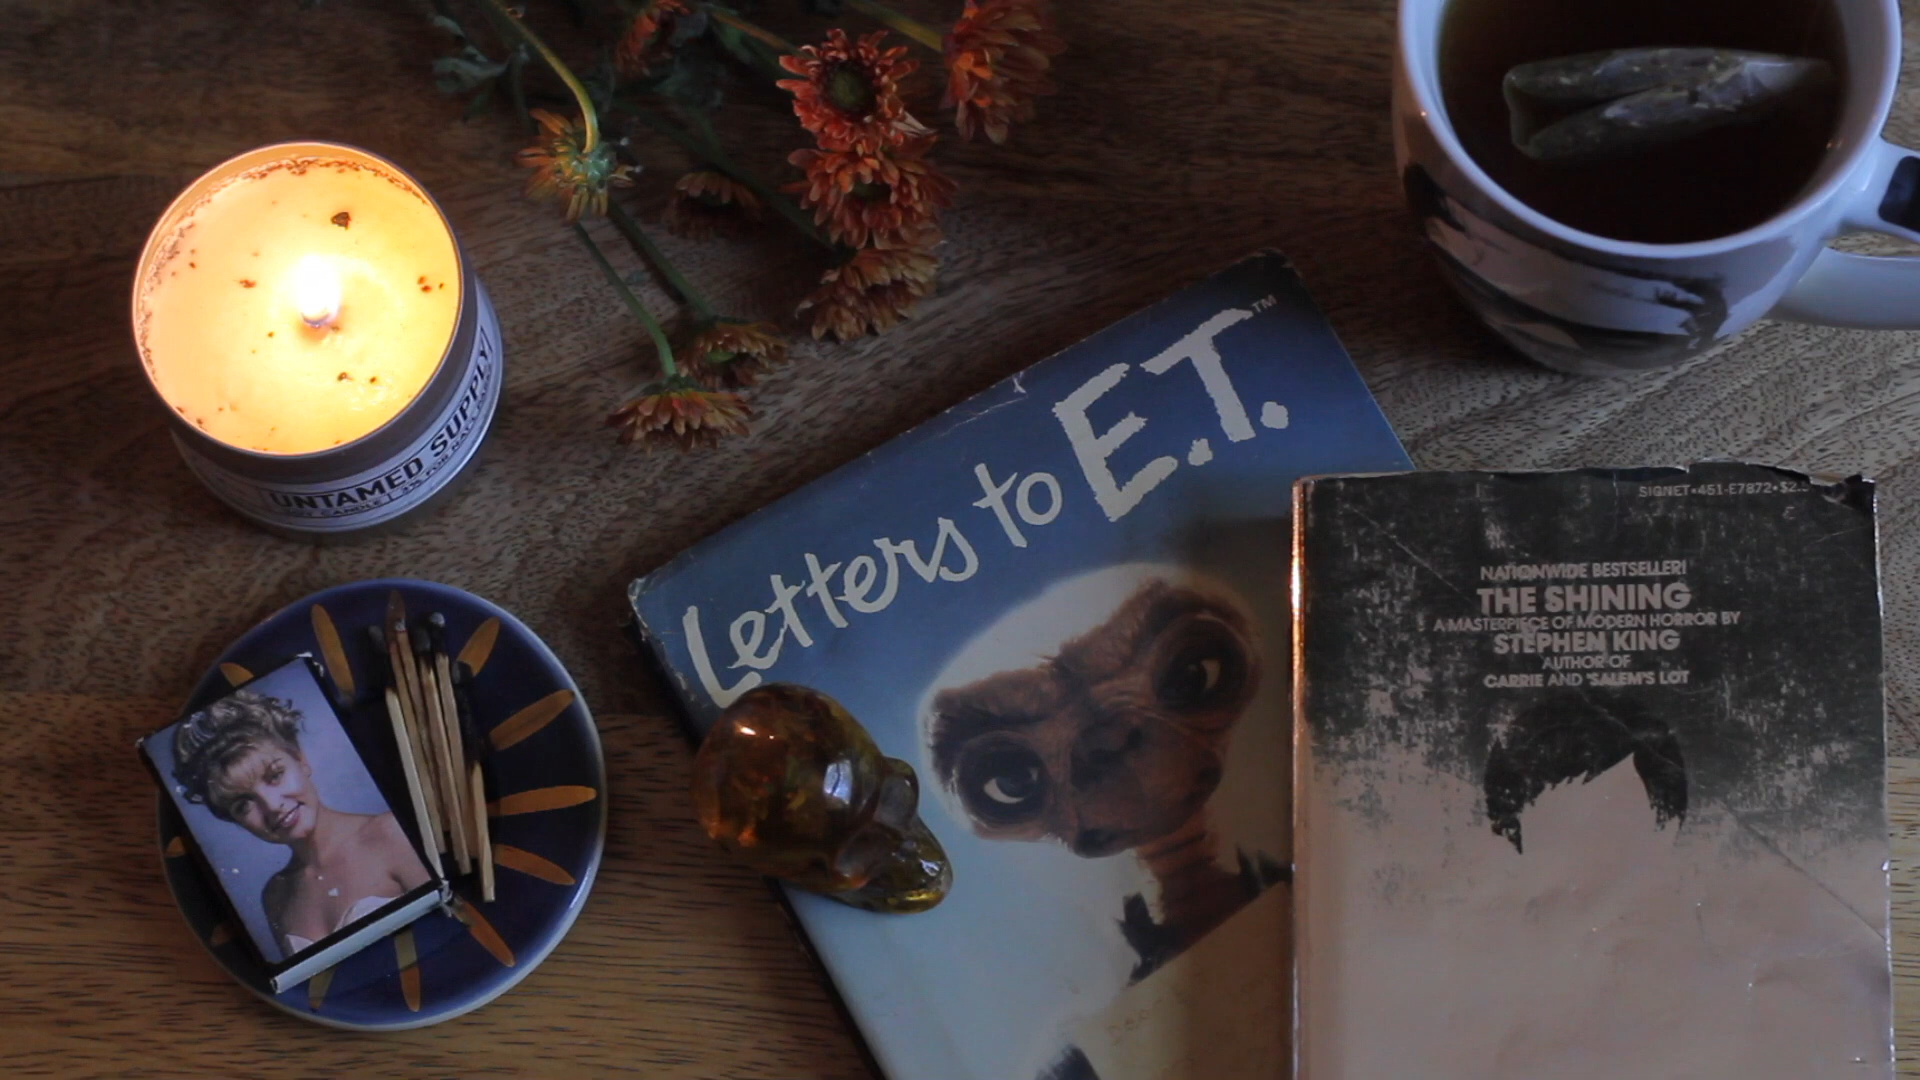 UNTAMED SUPPLY
Letters to E.T.™
SIGNET•451-E7872•$2.
NATIONWIDE BESTSELLER!
THE SHINING
A MASTERPIECE OF MODERN HORROR BY
STEPHEN KING
AUTHOR OF
CARRIE AND 'SALEM'S LOT